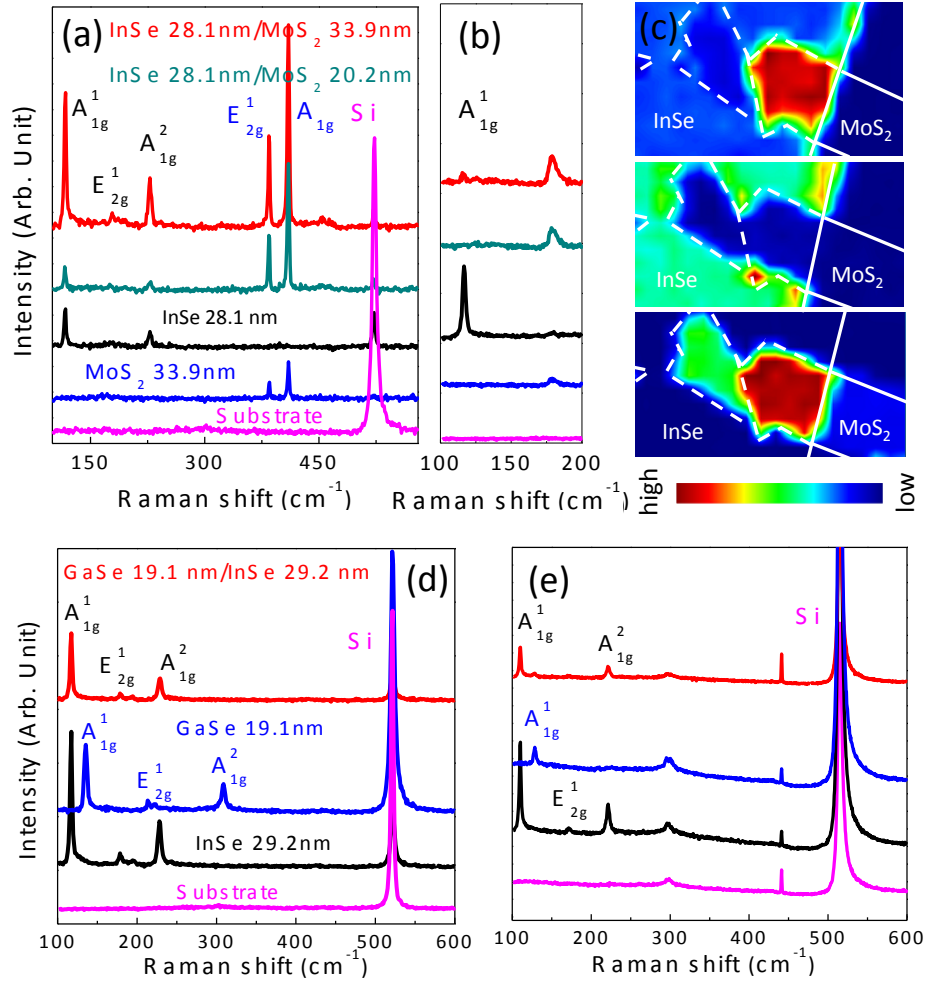 (a)
InSe 28.1nm/MoS₂ 33.9nm
InSe 28.1nm/MoS₂ 20.2nm
A¹₁g
E¹₂g
A²₁g
E¹₂g
A₁g
Si
InSe 28.1 nm
MoS₂ 33.9nm
Substrate
Intensity (Arb. Unit)
150 300 450
Raman shift (cm⁻¹)
(b)
A¹₁g
100 150 200
Raman shift (cm⁻¹)
(c)
InSe
MoS₂
InSe
MoS₂
InSe
MoS₂
high
low
(d)
GaSe 19.1 nm/InSe 29.2 nm
A¹₁g
E¹₂g
A²₁g
Si
GaSe 19.1nm
A¹₁g
E¹₂g
A²₁g
InSe 29.2nm
Substrate
Intensity (Arb. Unit)
100 200 300 400 500 600
Raman shift (cm⁻¹)
(e)
A¹₁g
A²₁g
Si
A¹₁g
E¹₂g
100 200 300 400 500 600
Raman shift (cm⁻¹)